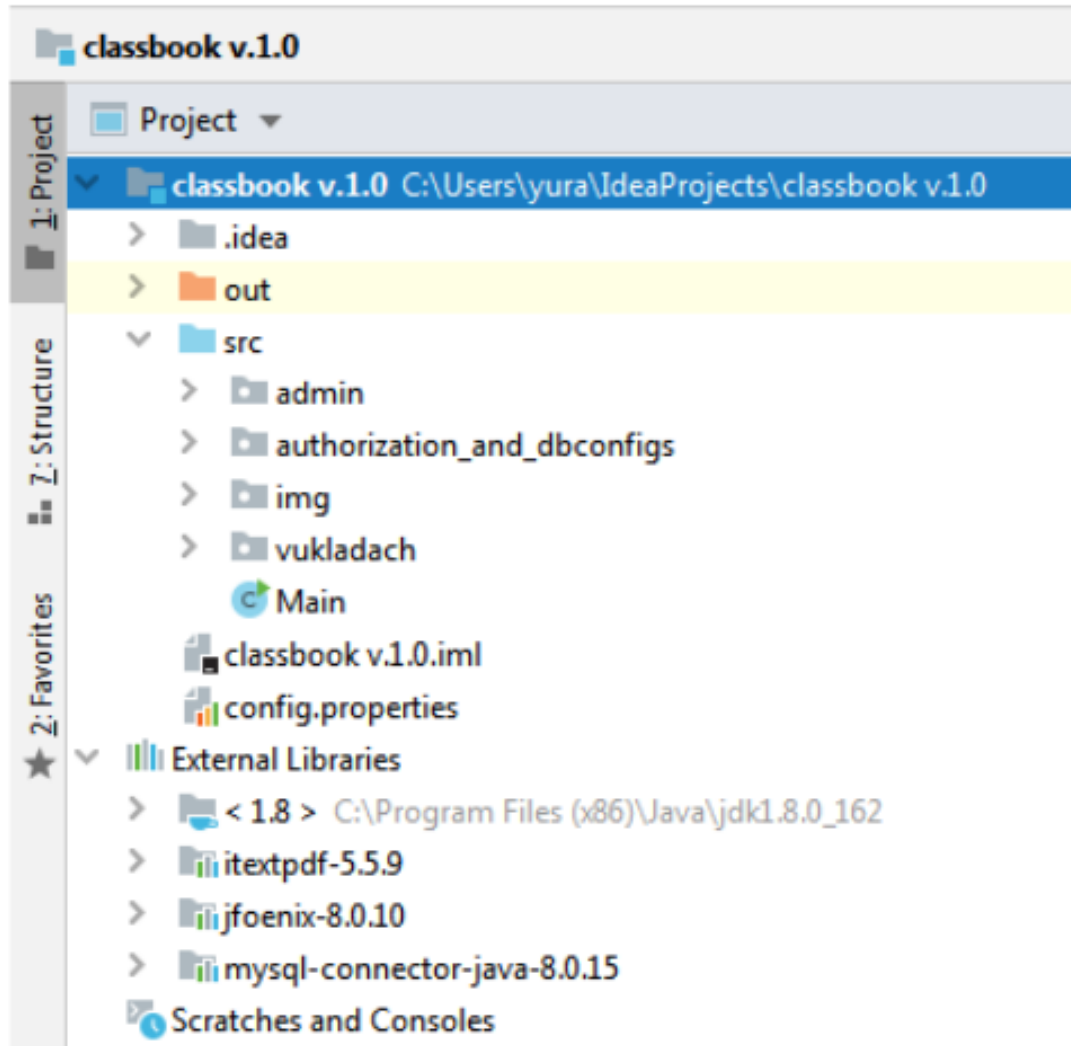 classbook v.1.0
1: Project
7: Structure
2: Favorites
Project
classbook v.1.0 C:\Users\yura\IdeaProjects\classbook v.1.0
.idea
out
src
admin
authorization_and_dbconfigs
img
vukladach
C Main
classbook v.1.0.iml
config.properties
External Libraries
< 1.8 > C:\Program Files (x86)\Java\jdk1.8.0_162
itextpdf-5.5.9
jfoenix-8.0.10
mysql-connector-java-8.0.15
Scratches and Consoles